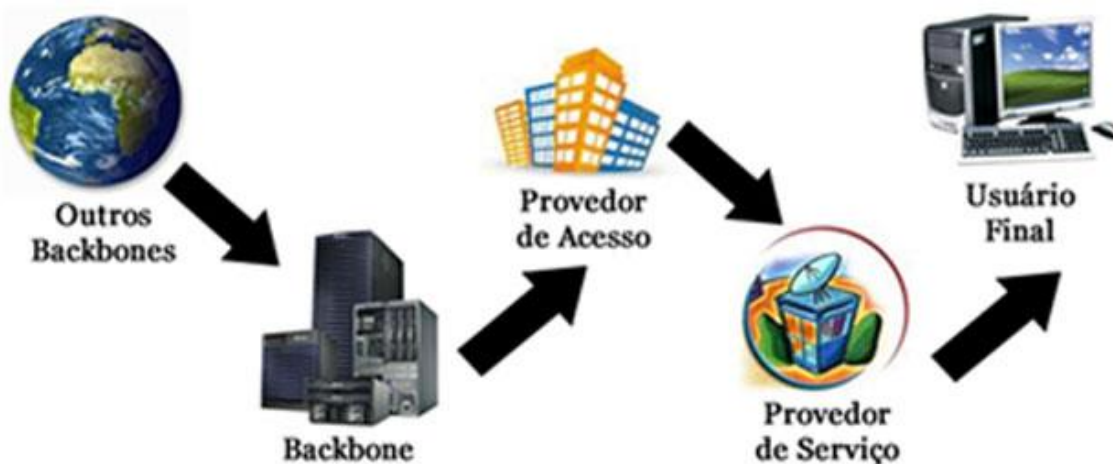 Outros
Backbones
Backbone
Provedor
de Acesso
Provedor
de Serviço
Usuário
Final